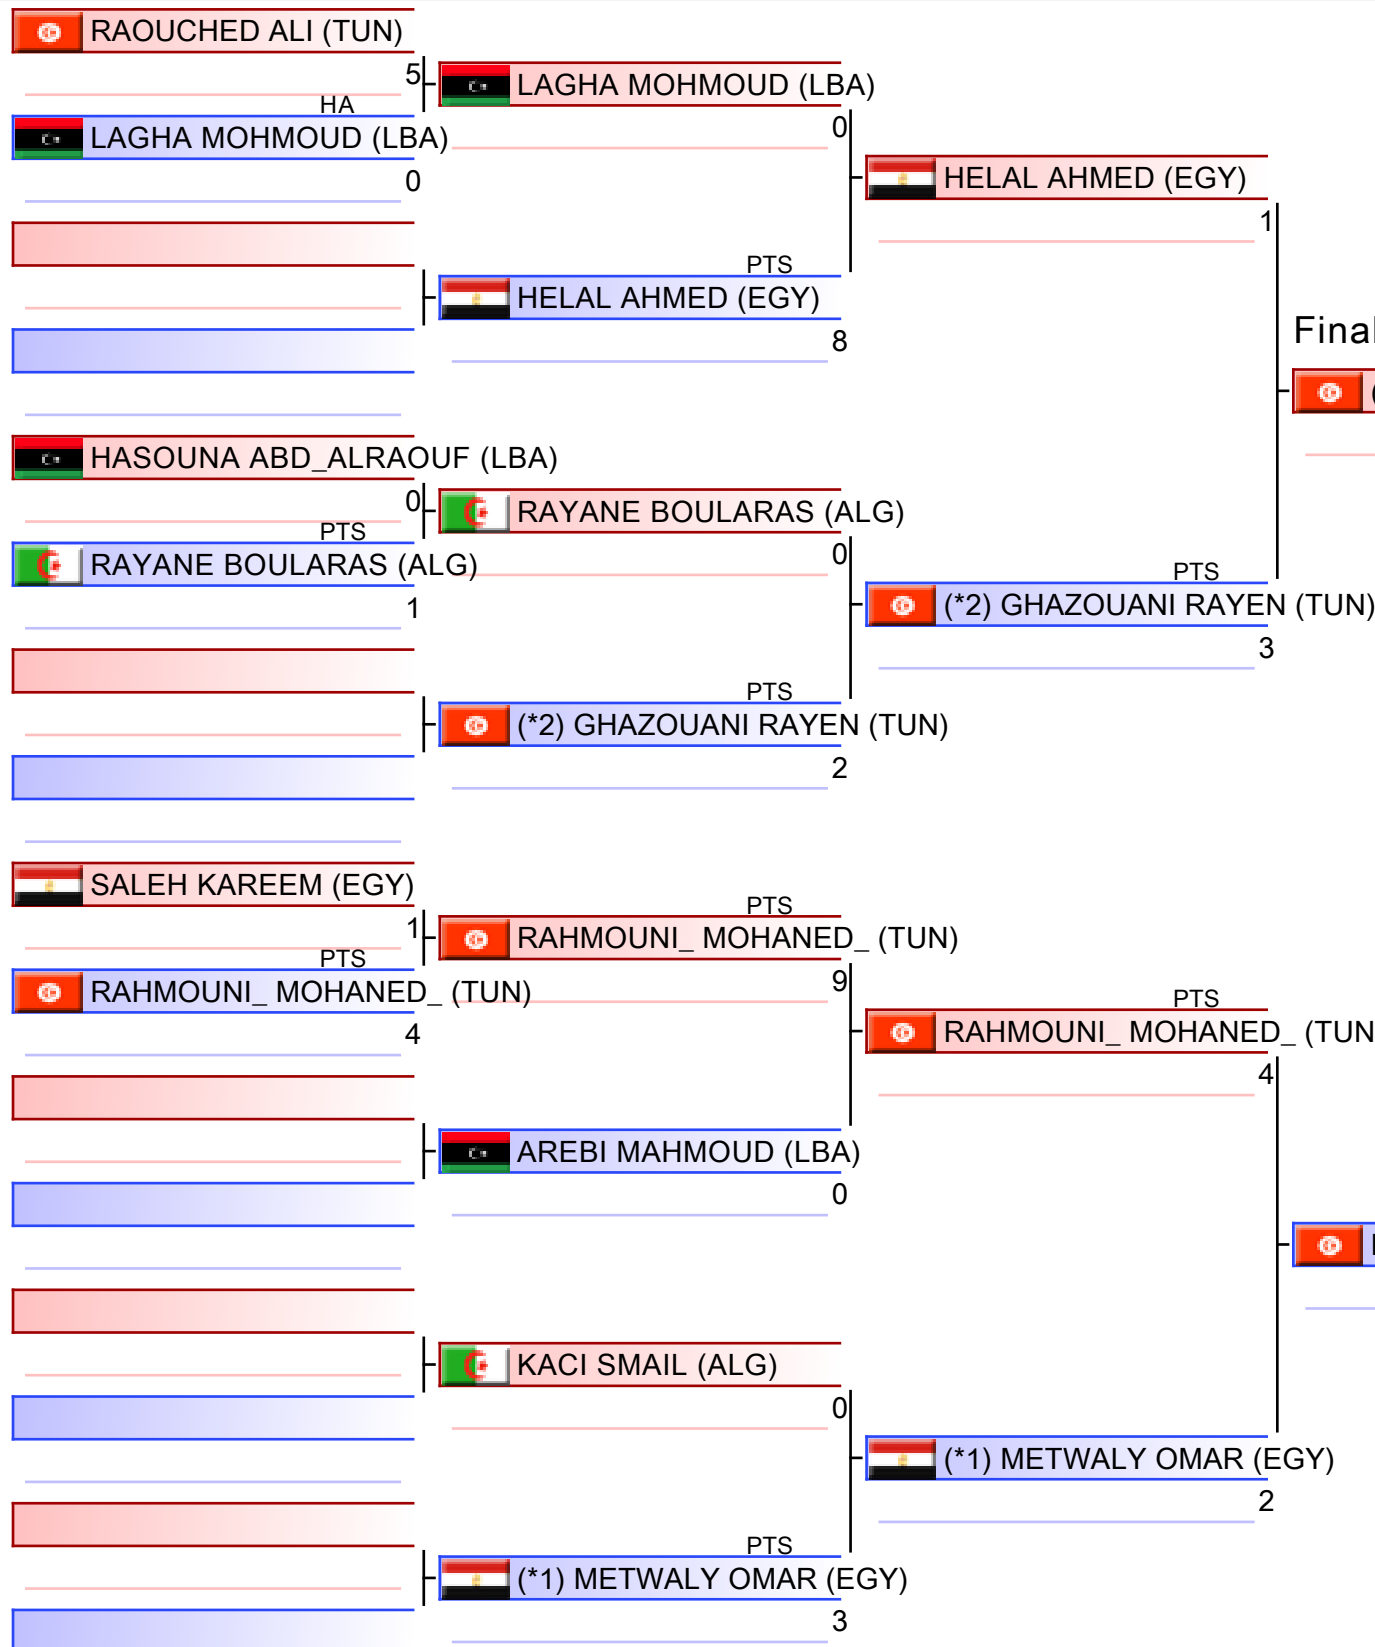 RAOUCHED ALI (TUN)
5
HA
LAGHA MOHMOUD (LBA)
0
LAGHA MOHMOUD (LBA)
0
PTS
HELAL AHMED (EGY)
8
HELAL AHMED (EGY)
1
Final
(
HASOUNA ABD_ALRAOUF (LBA)
0
PTS
RAYANE BOULARAS (ALG)
1
RAYANE BOULARAS (ALG)
0
PTS
(*2) GHAZOUANI RAYEN (TUN)
2
PTS
(*2) GHAZOUANI RAYEN (TUN)
3
SALEH KAREEM (EGY)
1
PTS
RAHMOUNI_ MOHANED_ (TUN)
4
PTS
RAHMOUNI_ MOHANED_ (TUN)
9
AREBI MAHMOUD (LBA)
0
PTS
RAHMOUNI_ MOHANED_ (TUN
4
KACI SMAIL (ALG)
0
PTS
(*1) METWALY OMAR (EGY)
3
(*1) METWALY OMAR (EGY)
2